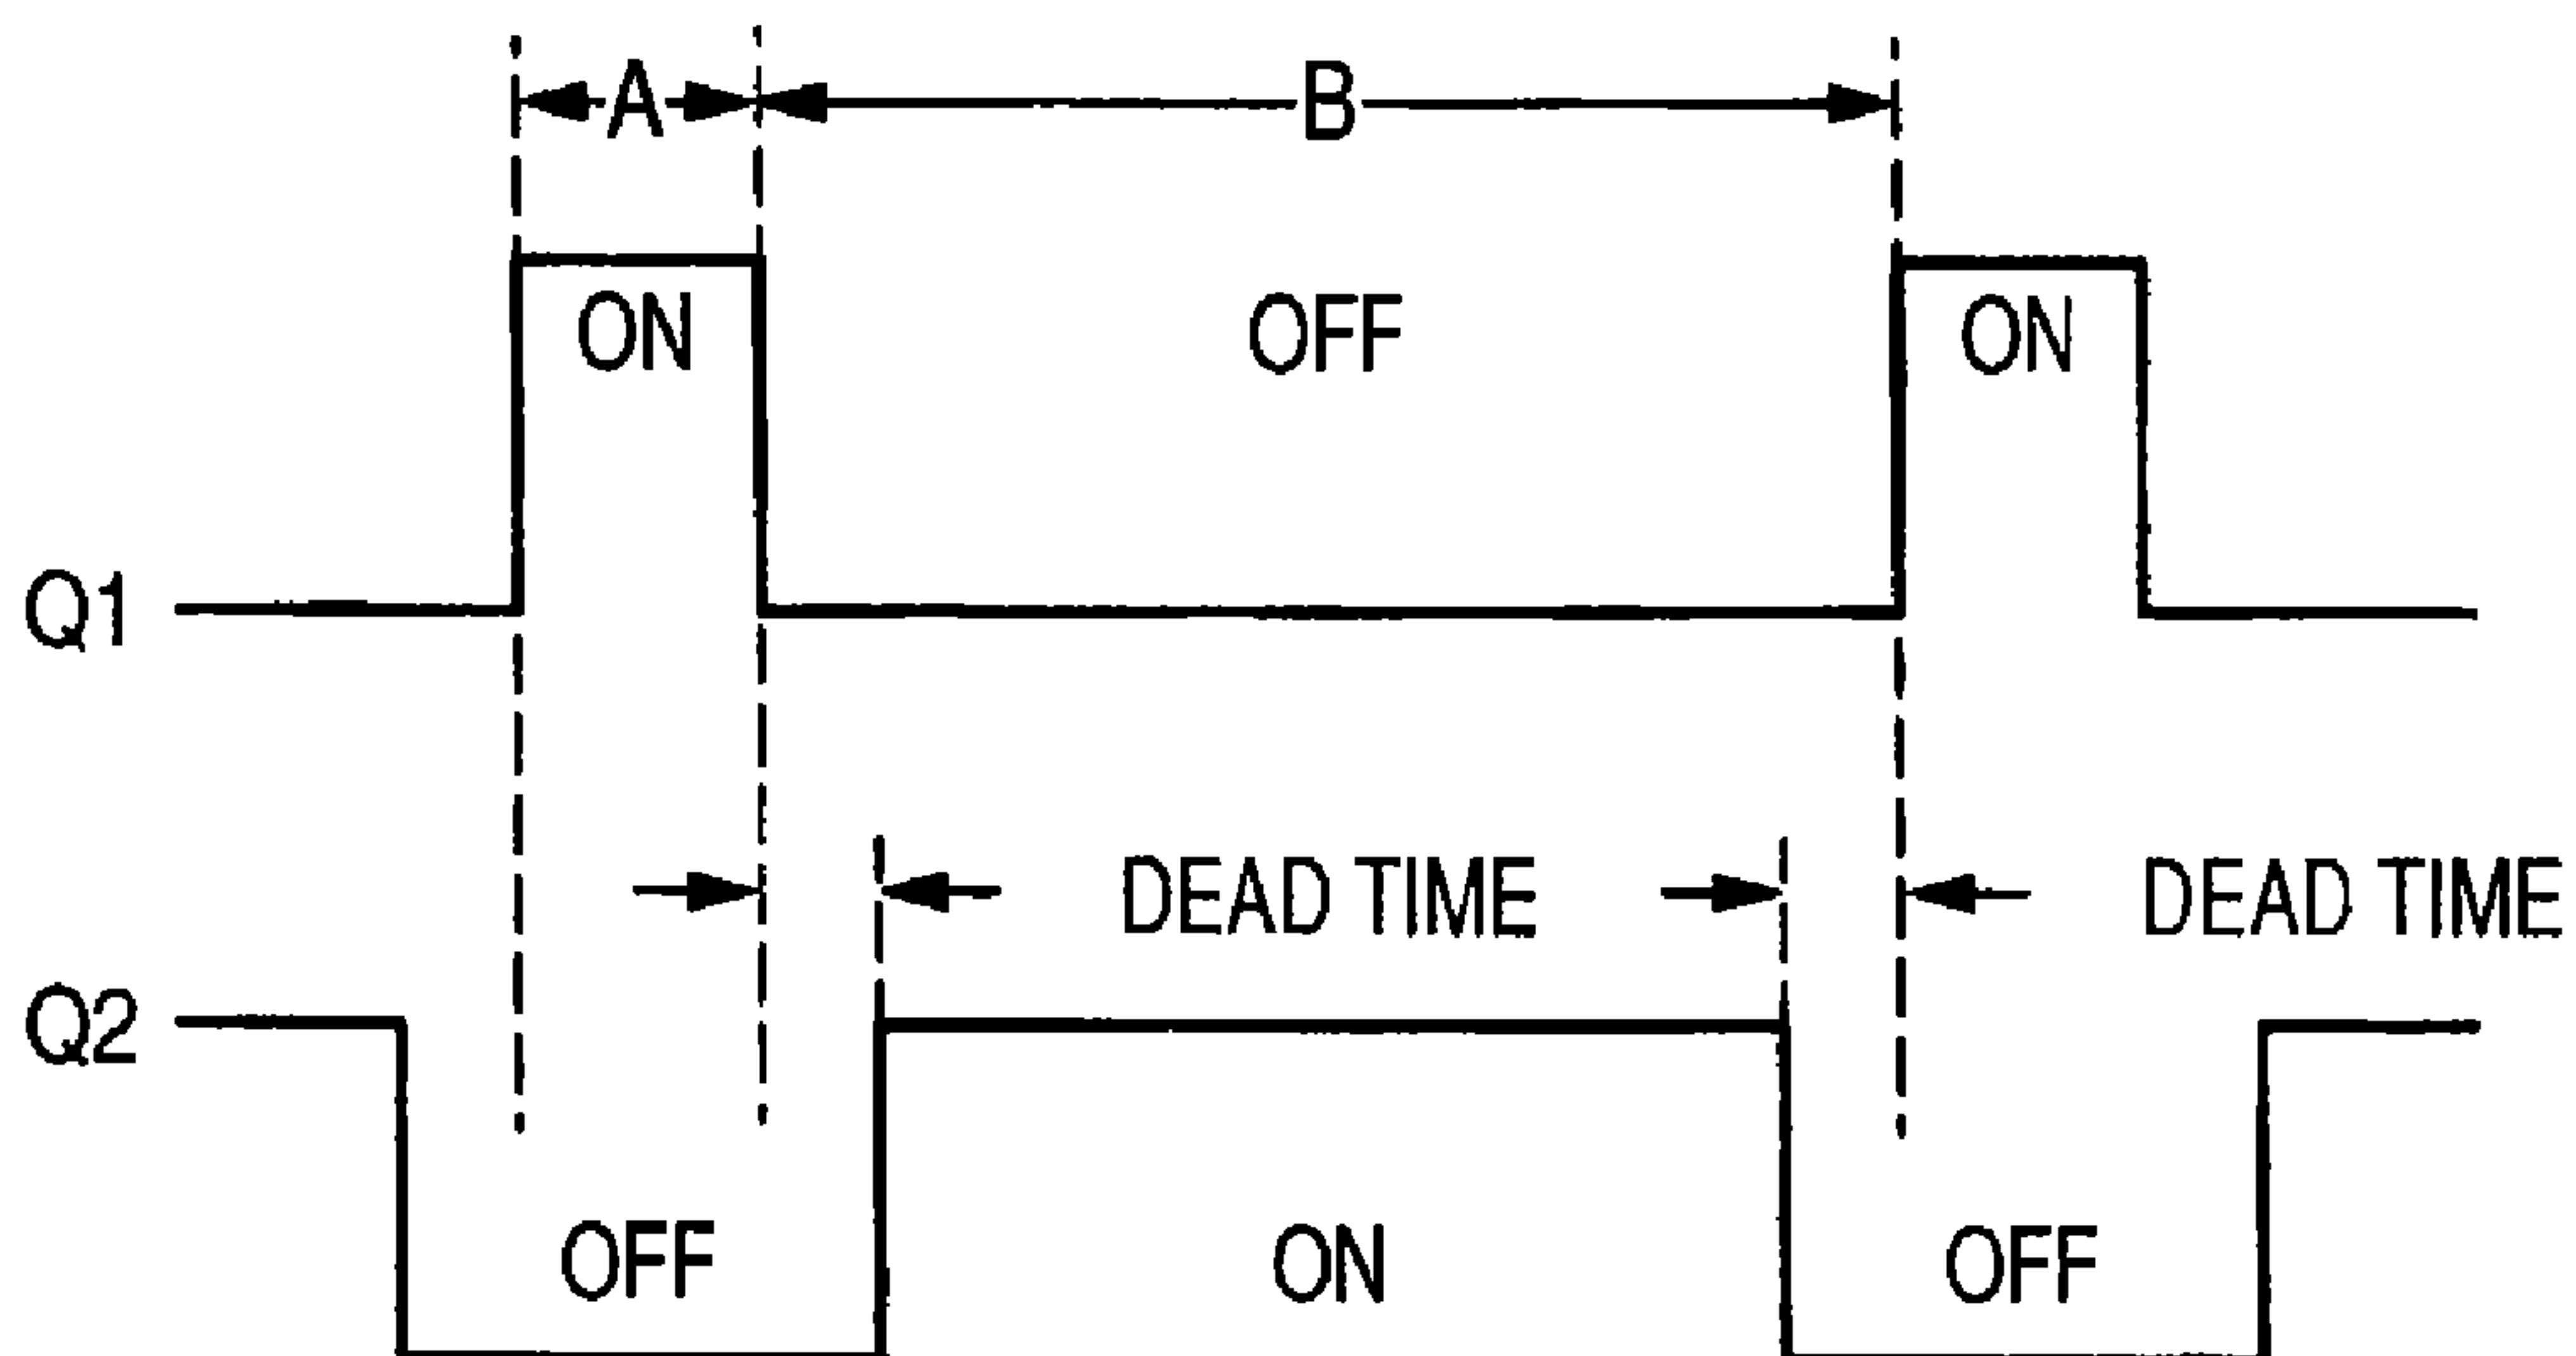 A B
ON OFF ON
Q1
DEAD TIME DEAD TIME
Q2
OFF ON OFF